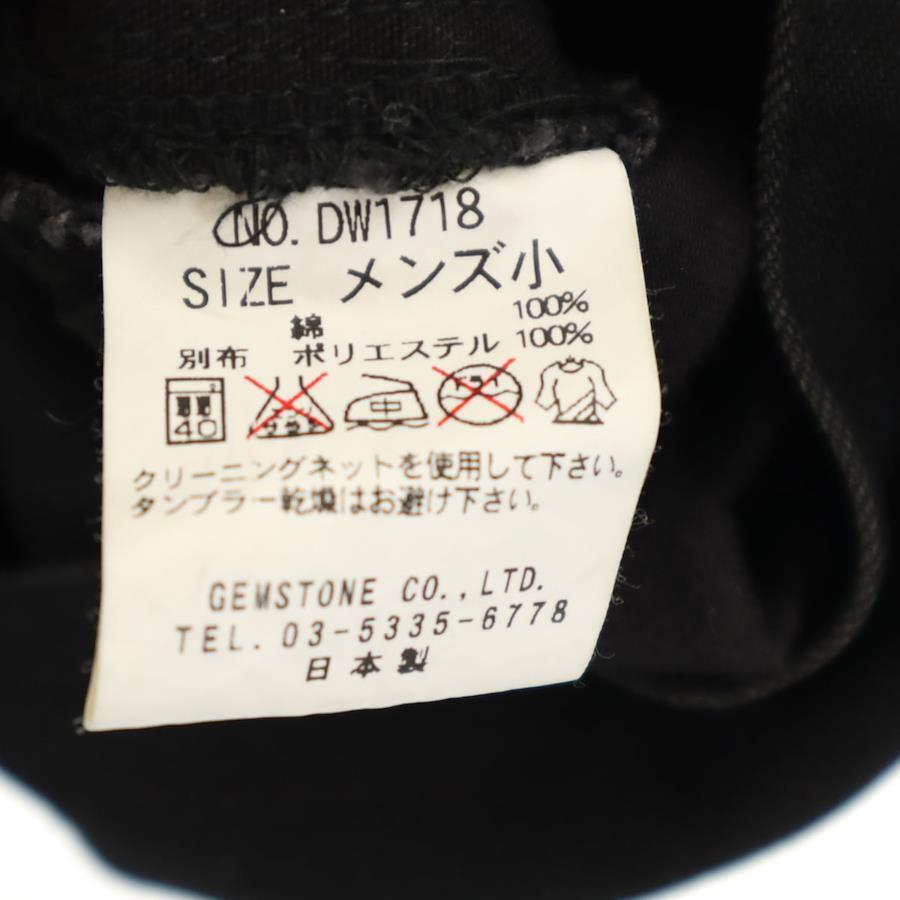 NO. DW1718
SIZE メンズ小
綿 100%
別布 ポリエステル 100%
40 中 ドライ
クリーニングネットを使用して下さい。
タンブラー乾燥はお避け下さい。
GEMSTONE CO., LTD.
TEL. 03-5335-6778
日本製